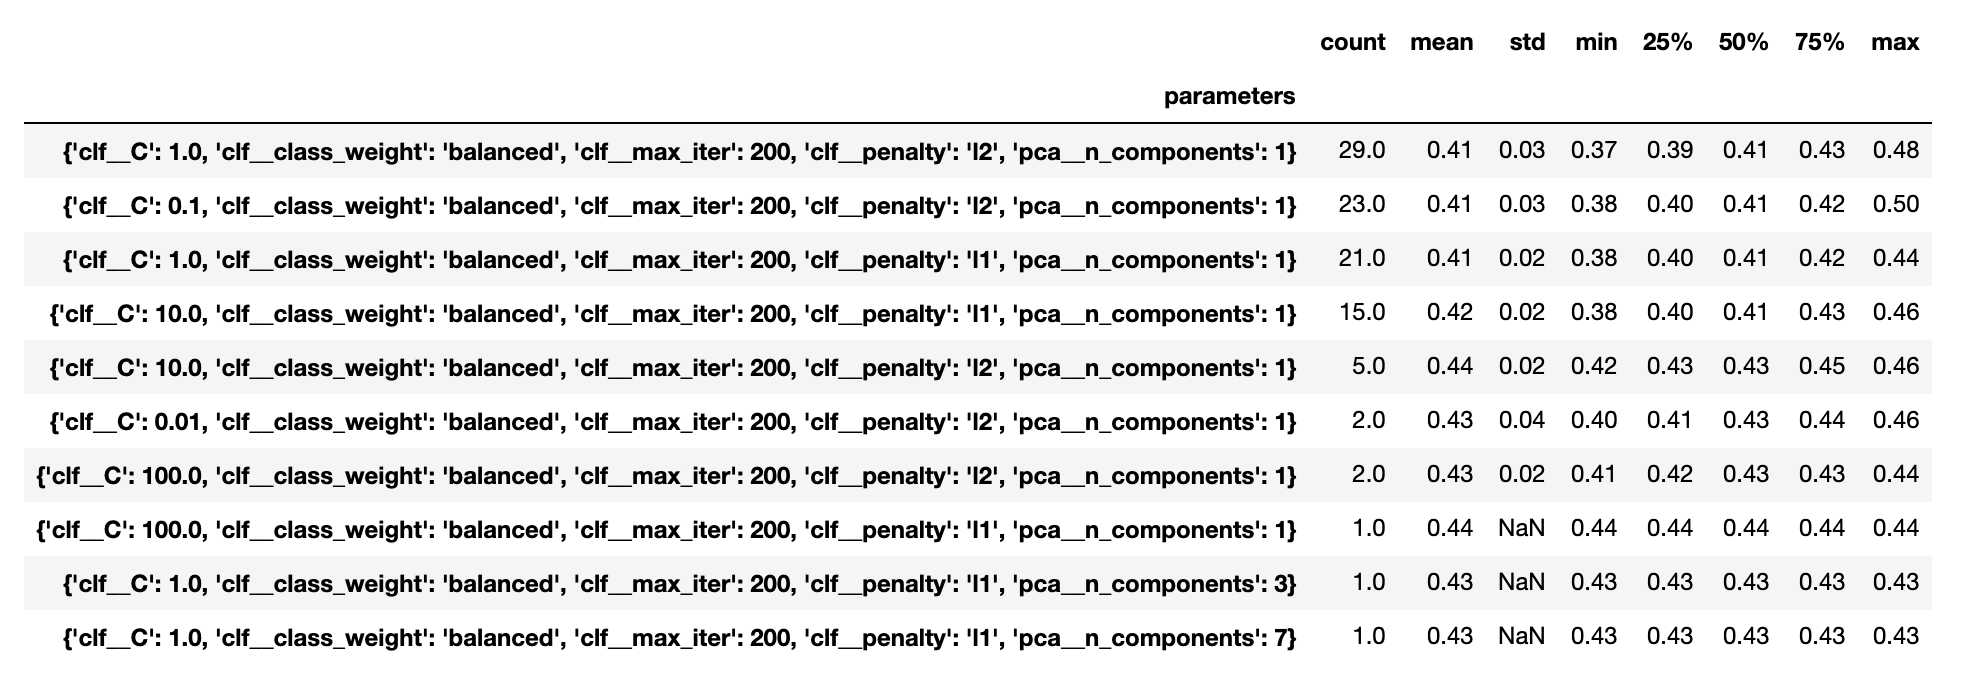 count mean std min 25% 50% 75% max
parameters
{'clf__C': 1.0, 'clf__class_weight': 'balanced', 'clf__max_iter': 200, 'clf__penalty': 'l2', 'pca__n_components': 1} 29.0 0.41 0.03 0.37 0.39 0.41 0.43 0.48
{'clf__C': 0.1, 'clf__class_weight': 'balanced', 'clf__max_iter': 200, 'clf__penalty': 'l2', 'pca__n_components': 1} 23.0 0.41 0.03 0.38 0.40 0.41 0.42 0.50
{'clf__C': 1.0, 'clf__class_weight': 'balanced', 'clf__max_iter': 200, 'clf__penalty': 'l1', 'pca__n_components': 1} 21.0 0.41 0.02 0.38 0.40 0.41 0.42 0.44
{'clf__C': 10.0, 'clf__class_weight': 'balanced', 'clf__max_iter': 200, 'clf__penalty': 'l1', 'pca__n_components': 1} 15.0 0.42 0.02 0.38 0.40 0.41 0.43 0.46
{'clf__C': 10.0, 'clf__class_weight': 'balanced', 'clf__max_iter': 200, 'clf__penalty': 'l2', 'pca__n_components': 1} 5.0 0.44 0.02 0.42 0.43 0.43 0.45 0.46
{'clf__C': 0.01, 'clf__class_weight': 'balanced', 'clf__max_iter': 200, 'clf__penalty': 'l2', 'pca__n_components': 1} 2.0 0.43 0.04 0.40 0.41 0.43 0.44 0.46
{'clf__C': 100.0, 'clf__class_weight': 'balanced', 'clf__max_iter': 200, 'clf__penalty': 'l2', 'pca__n_components': 1} 2.0 0.43 0.02 0.41 0.42 0.43 0.43 0.44
{'clf__C': 100.0, 'clf__class_weight': 'balanced', 'clf__max_iter': 200, 'clf__penalty': 'l1', 'pca__n_components': 1} 1.0 0.44 NaN 0.44 0.44 0.44 0.44 0.44
{'clf__C': 1.0, 'clf__class_weight': 'balanced', 'clf__max_iter': 200, 'clf__penalty': 'l1', 'pca__n_components': 3} 1.0 0.43 NaN 0.43 0.43 0.43 0.43 0.43
{'clf__C': 1.0, 'clf__class_weight': 'balanced', 'clf__max_iter': 200, 'clf__penalty': 'l1', 'pca__n_components': 7} 1.0 0.43 NaN 0.43 0.43 0.43 0.43 0.43